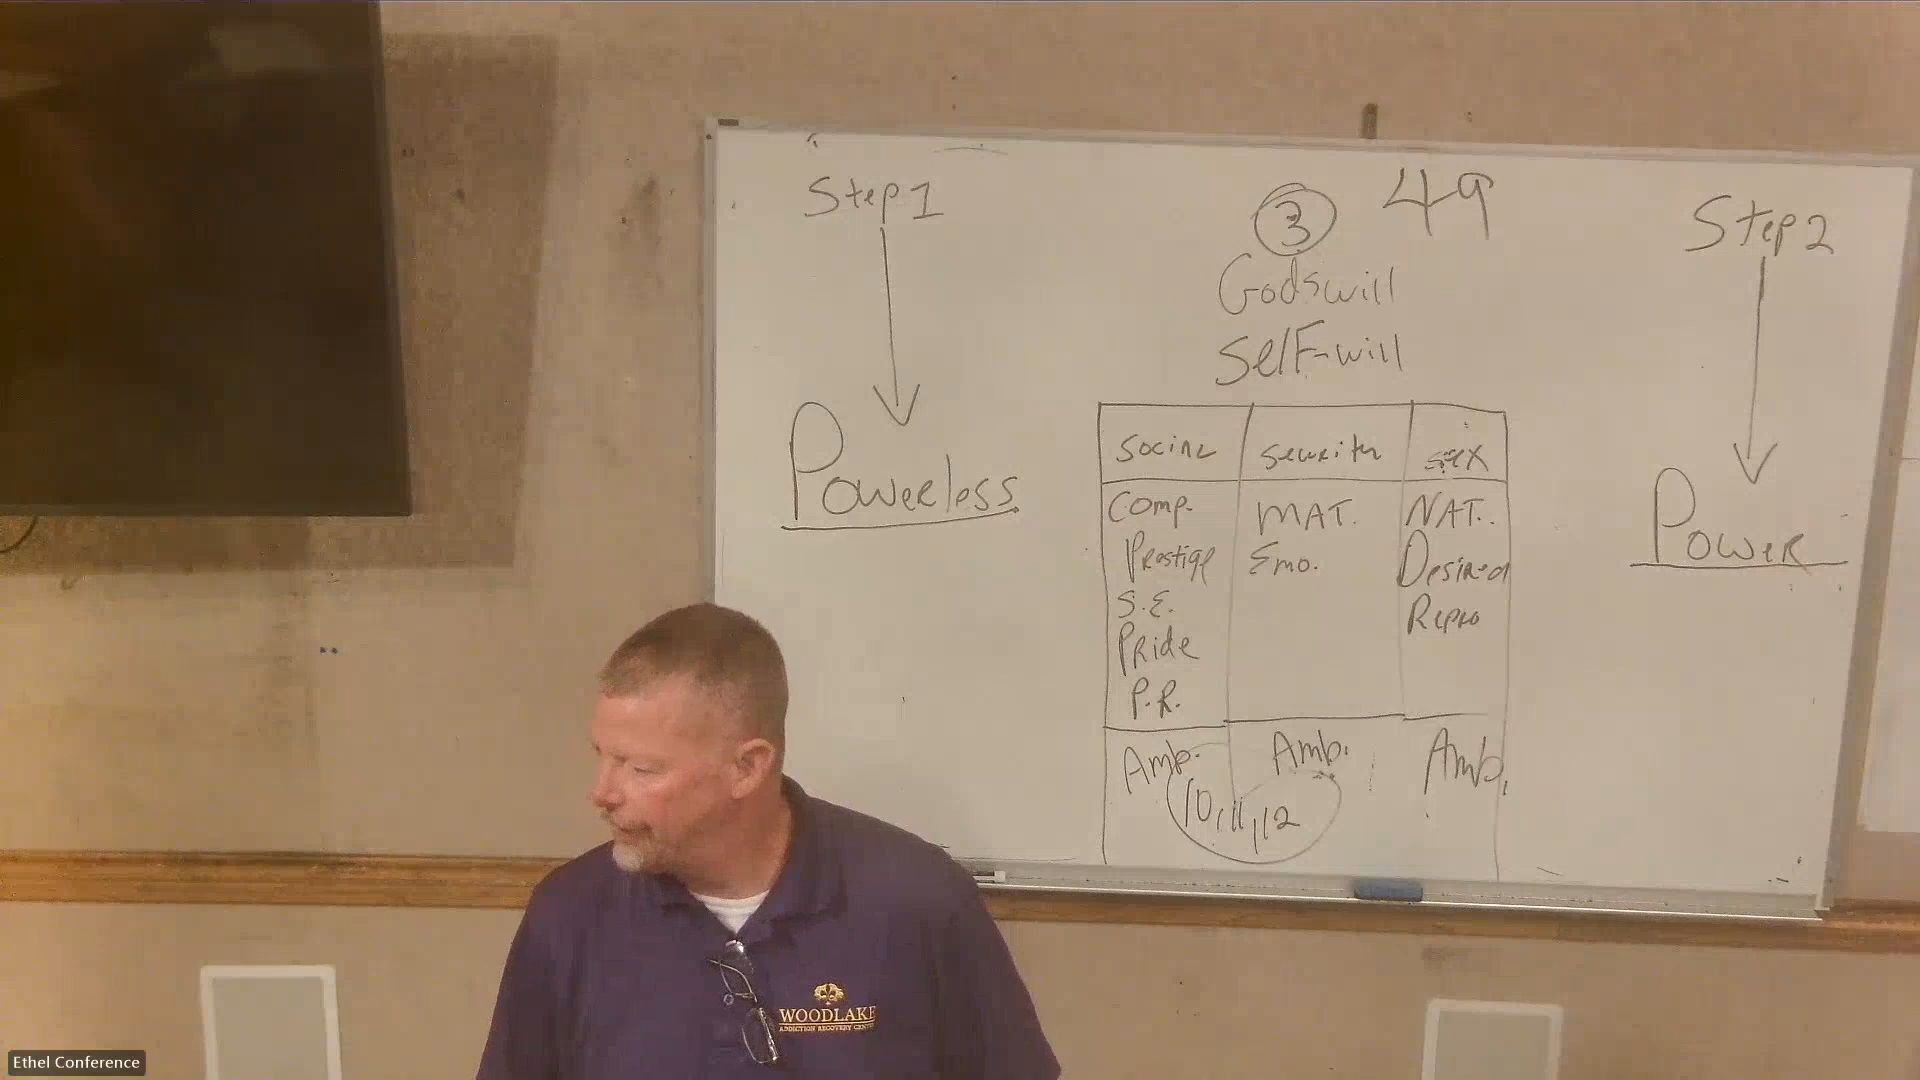 Step 1
3 49
Step 2
Godswill
Self-will
Powerless
Power
Social Security Sex
Comp. MAT. NAT.
Prestige Emo. Desired
S.E. Repro
Pride
P.R.
Amb. Amb. Amb.
10, 11, 12
WOODLAKE
ADDICTION RECOVERY CENTER
Ethel Conference